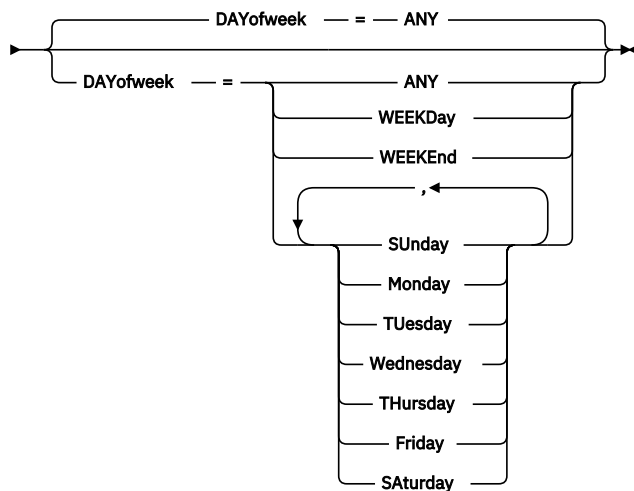 DAYofweek = ANY
DAYofweek = ANY
WEEKDay
WEEKEnd
,
SUnday
Monday
TUesday
Wednesday
THursday
Friday
SAturday